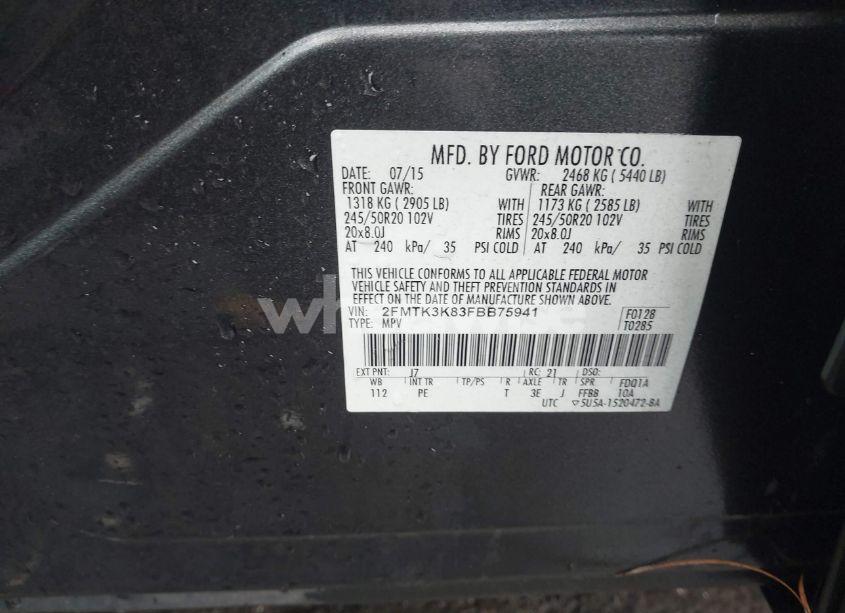 MFD. BY FORD MOTOR CO.
DATE: 07/15 GVWR: 2468 KG ( 5440 LB)
FRONT GAWR: REAR GAWR:
1318 KG ( 2905 LB) WITH 1173 KG ( 2585 LB) WITH
245/50R20 102V TIRES 245/50R20 102V TIRES
20x8.0J RIMS 20x8.0J RIMS
AT 240 kPa/ 35 PSI COLD AT 240 kPa/ 35 PSI COLD
THIS VEHICLE CONFORMS TO ALL APPLICABLE FEDERAL MOTOR
VEHICLE SAFETY AND THEFT PREVENTION STANDARDS IN
EFFECT ON THE DATE OF MANUFACTURE SHOWN ABOVE.
VIN: 2FMTK3K83FBB75941 F0128
TYPE: MPV T0285
EXT PNT: J7 RC: 21 DSO:
WB INT TR TP/PS R AXLE TR SPR FDQ1A
112 PE T 3E J FFBB 10A
UTC ▽5U5A-1520472-BA